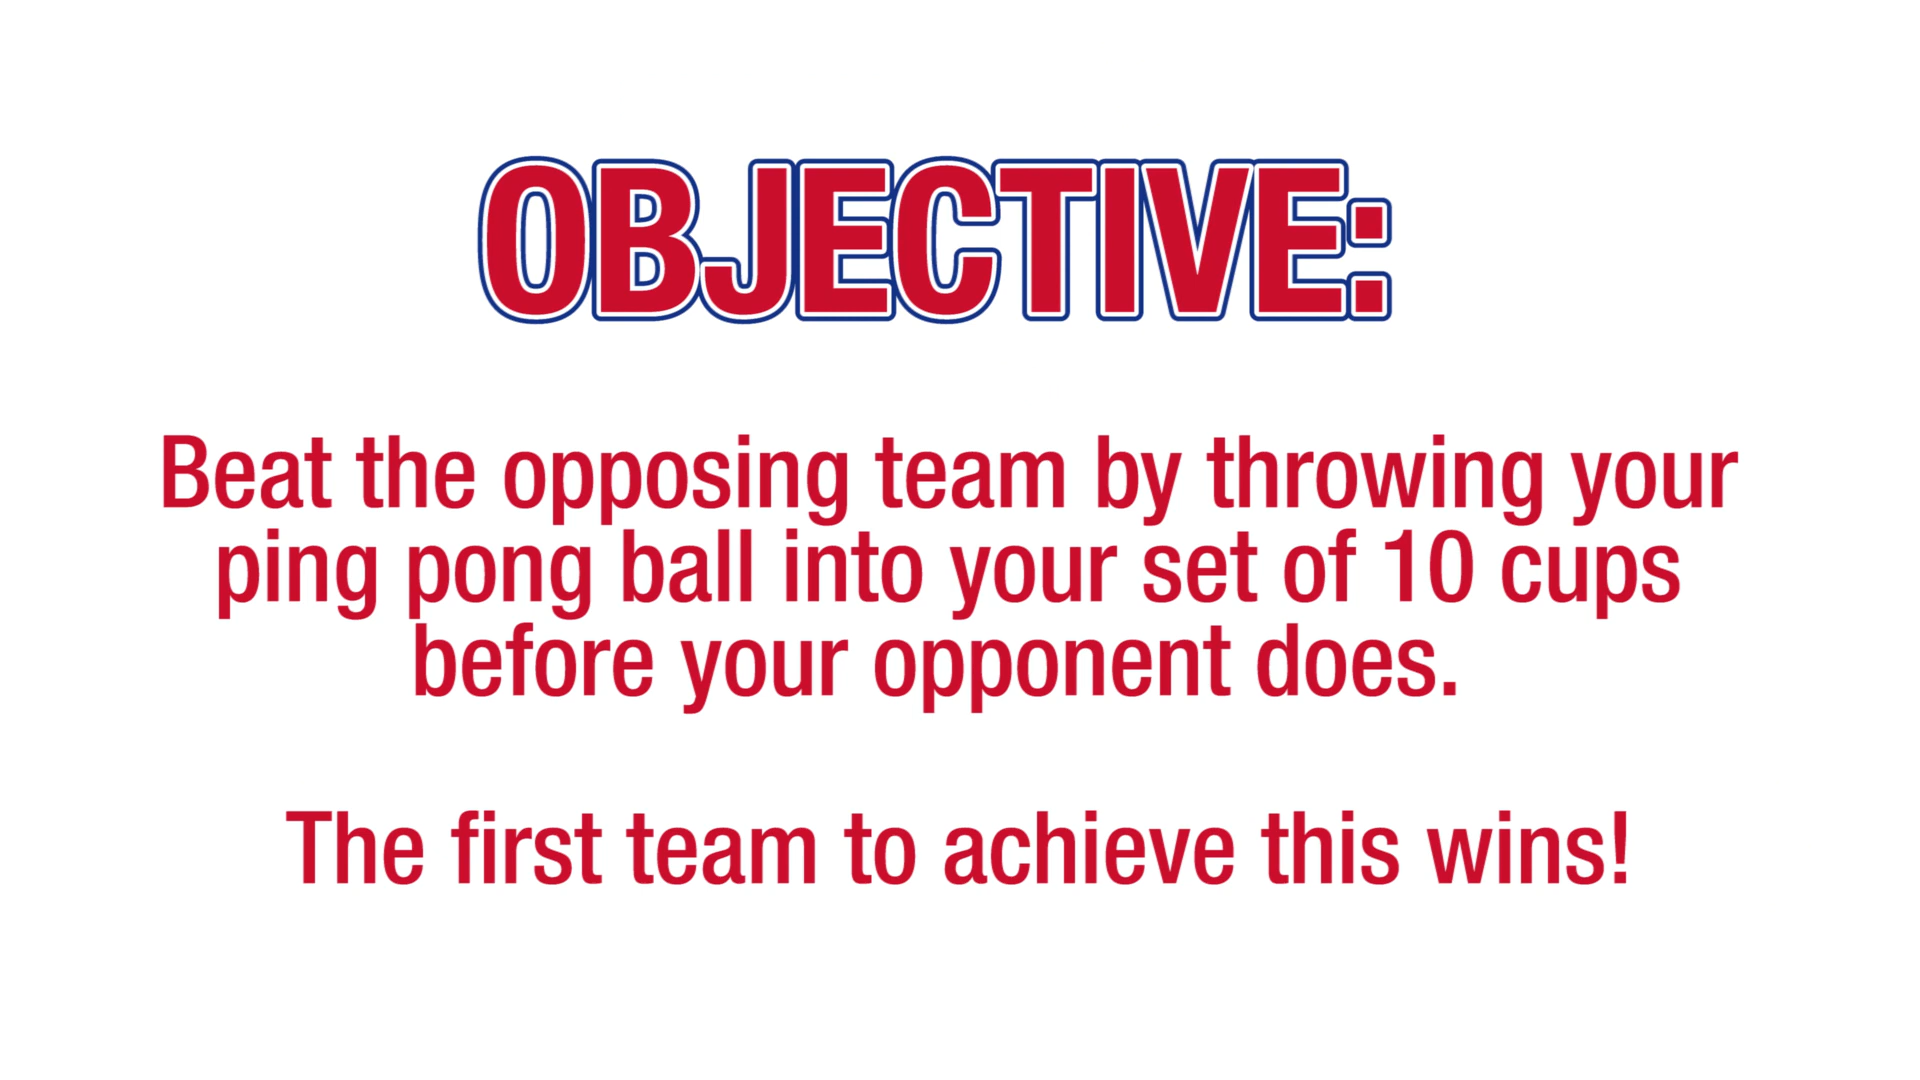 OBJECTIVE:
Beat the opposing team by throwing your
ping pong ball into your set of 10 cups
before your opponent does.
The first team to achieve this wins!